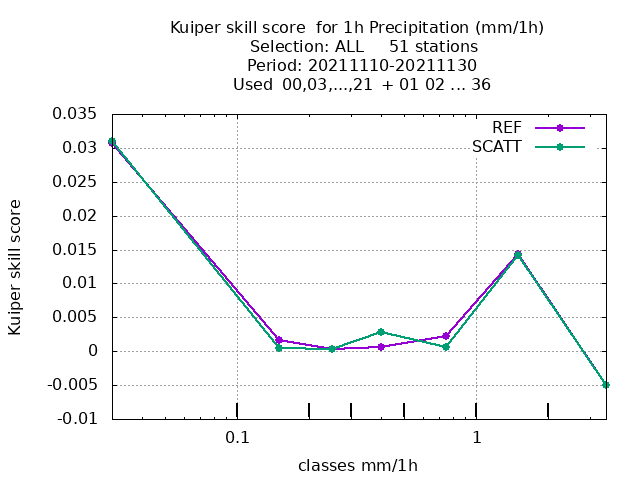 Kuiper skill score  for 1h Precipitation (mm/1h)
Selection: ALL     51 stations
Period: 20211110-20211130
Used  00,03,...,21  + 01 02 ... 36
REF
SCATT
0.035
0.03
0.025
0.02
0.015
0.01
0.005
0
-0.005
-0.01
Kuiper skill score
0.1
1
classes mm/1h